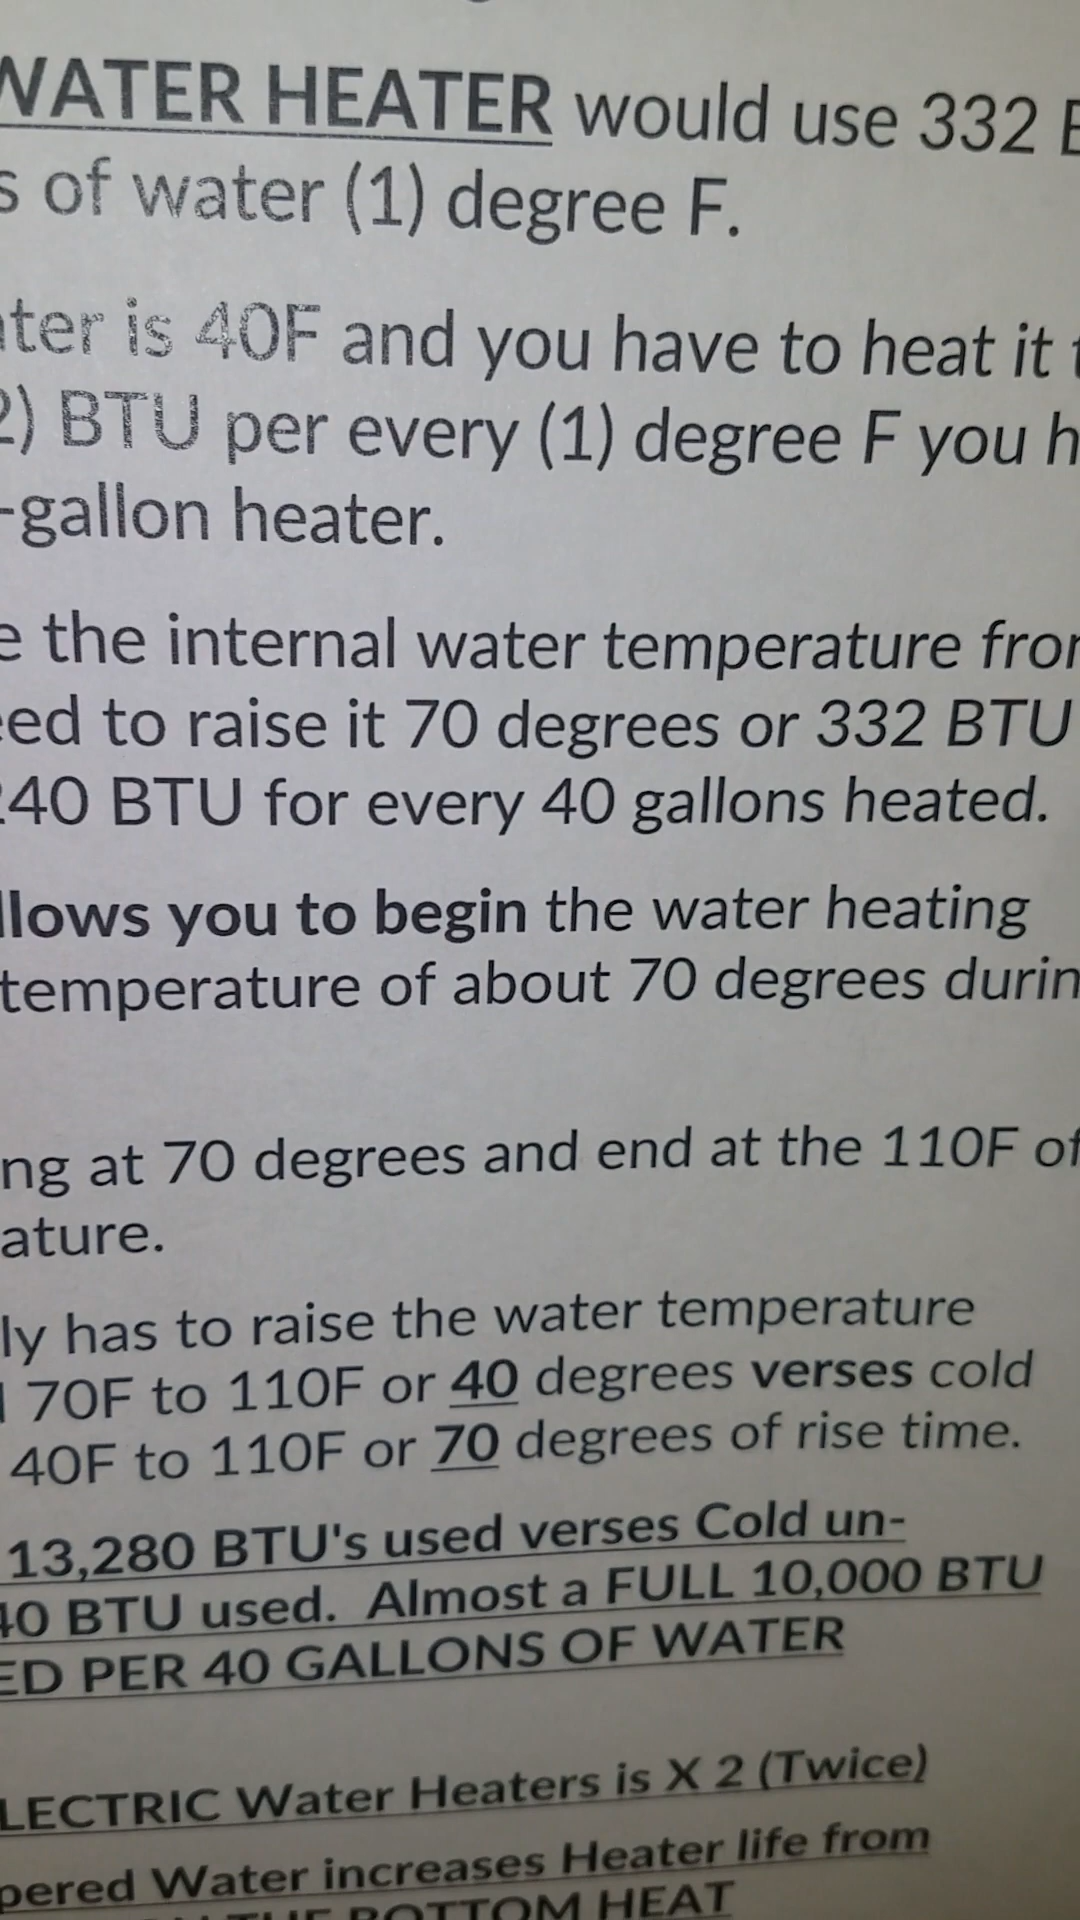 WATER HEATER would use 332
of water (1) degree F.
is 40F and you have to heat it
BTU per every (1) degree F you
-gallon heater.
the internal water temperature
to raise it 70 degrees or 332 BTU
40 BTU for every 40 gallons heated.
llows you to begin the water heating
temperature of about 70 degrees durin
ng at 70 degrees and end at the 110F of
ature.
ly has to raise the water temperature
70F to 110F or 40 degrees verses cold
40F to 110F or 70 degrees of rise time.
13,280 BTU's used verses Cold un-
40 BTU used. Almost a FULL 10,000 BTU
ED PER 40 GALLONS OF WATER
LECTRIC Water Heaters is X 2 (Twice)
pered Water increases Heater life from
THE BOTTOM HEAT